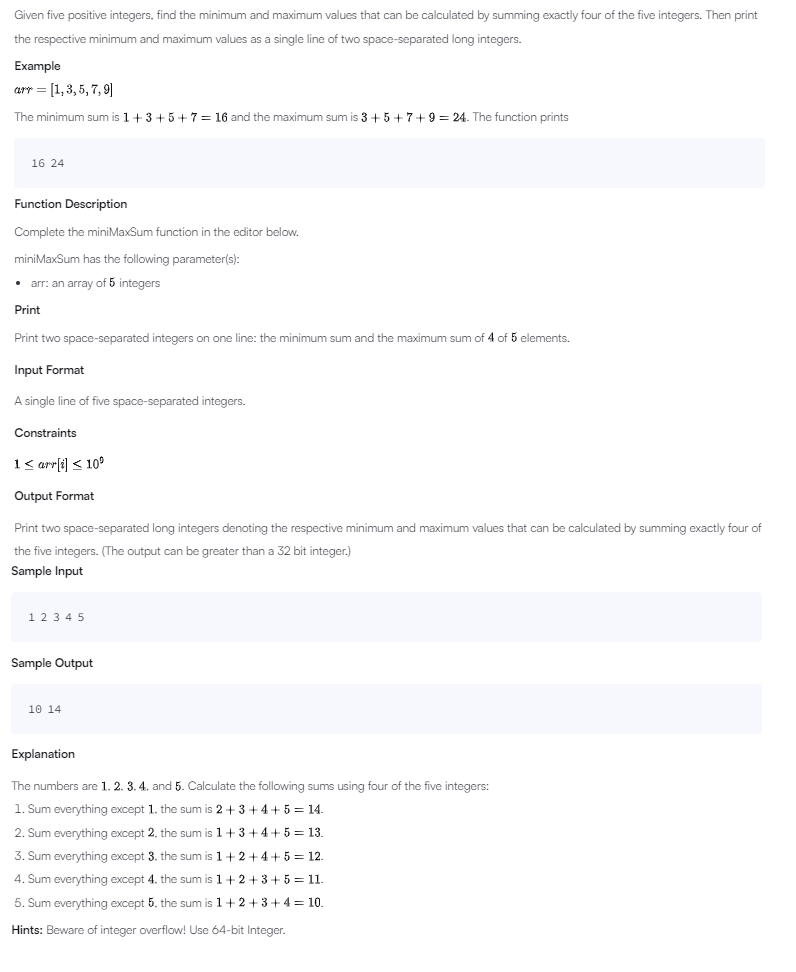 Given five positive integers, find the minimum and maximum values that can be calculated by summing exactly four of the five integers. Then print
the respective minimum and maximum values as a single line of two space-separated long integers.
Example
arr = [1, 3, 5, 7, 9]
The minimum sum is 1 + 3 + 5 + 7 = 16 and the maximum sum is 3 + 5 + 7 + 9 = 24. The function prints
16 24
Function Description
Complete the miniMaxSum function in the editor below.
miniMaxSum has the following parameter(s):
• arr: an array of 5 integers
Print
Print two space-separated integers on one line: the minimum sum and the maximum sum of 4 of 5 elements.
Input Format
A single line of five space-separated integers.
Constraints
1 ≤ arr[i] ≤ 10⁹
Output Format
Print two space-separated long integers denoting the respective minimum and maximum values that can be calculated by summing exactly four of
the five integers. (The output can be greater than a 32 bit integer.)
Sample Input
1 2 3 4 5
Sample Output
10 14
Explanation
The numbers are 1, 2, 3, 4, and 5. Calculate the following sums using four of the five integers:
1. Sum everything except 1, the sum is 2 + 3 + 4 + 5 = 14.
2. Sum everything except 2, the sum is 1 + 3 + 4 + 5 = 13.
3. Sum everything except 3, the sum is 1 + 2 + 4 + 5 = 12.
4. Sum everything except 4, the sum is 1 + 2 + 3 + 5 = 11.
5. Sum everything except 5, the sum is 1 + 2 + 3 + 4 = 10.
Hints: Beware of integer overflow! Use 64-bit Integer.